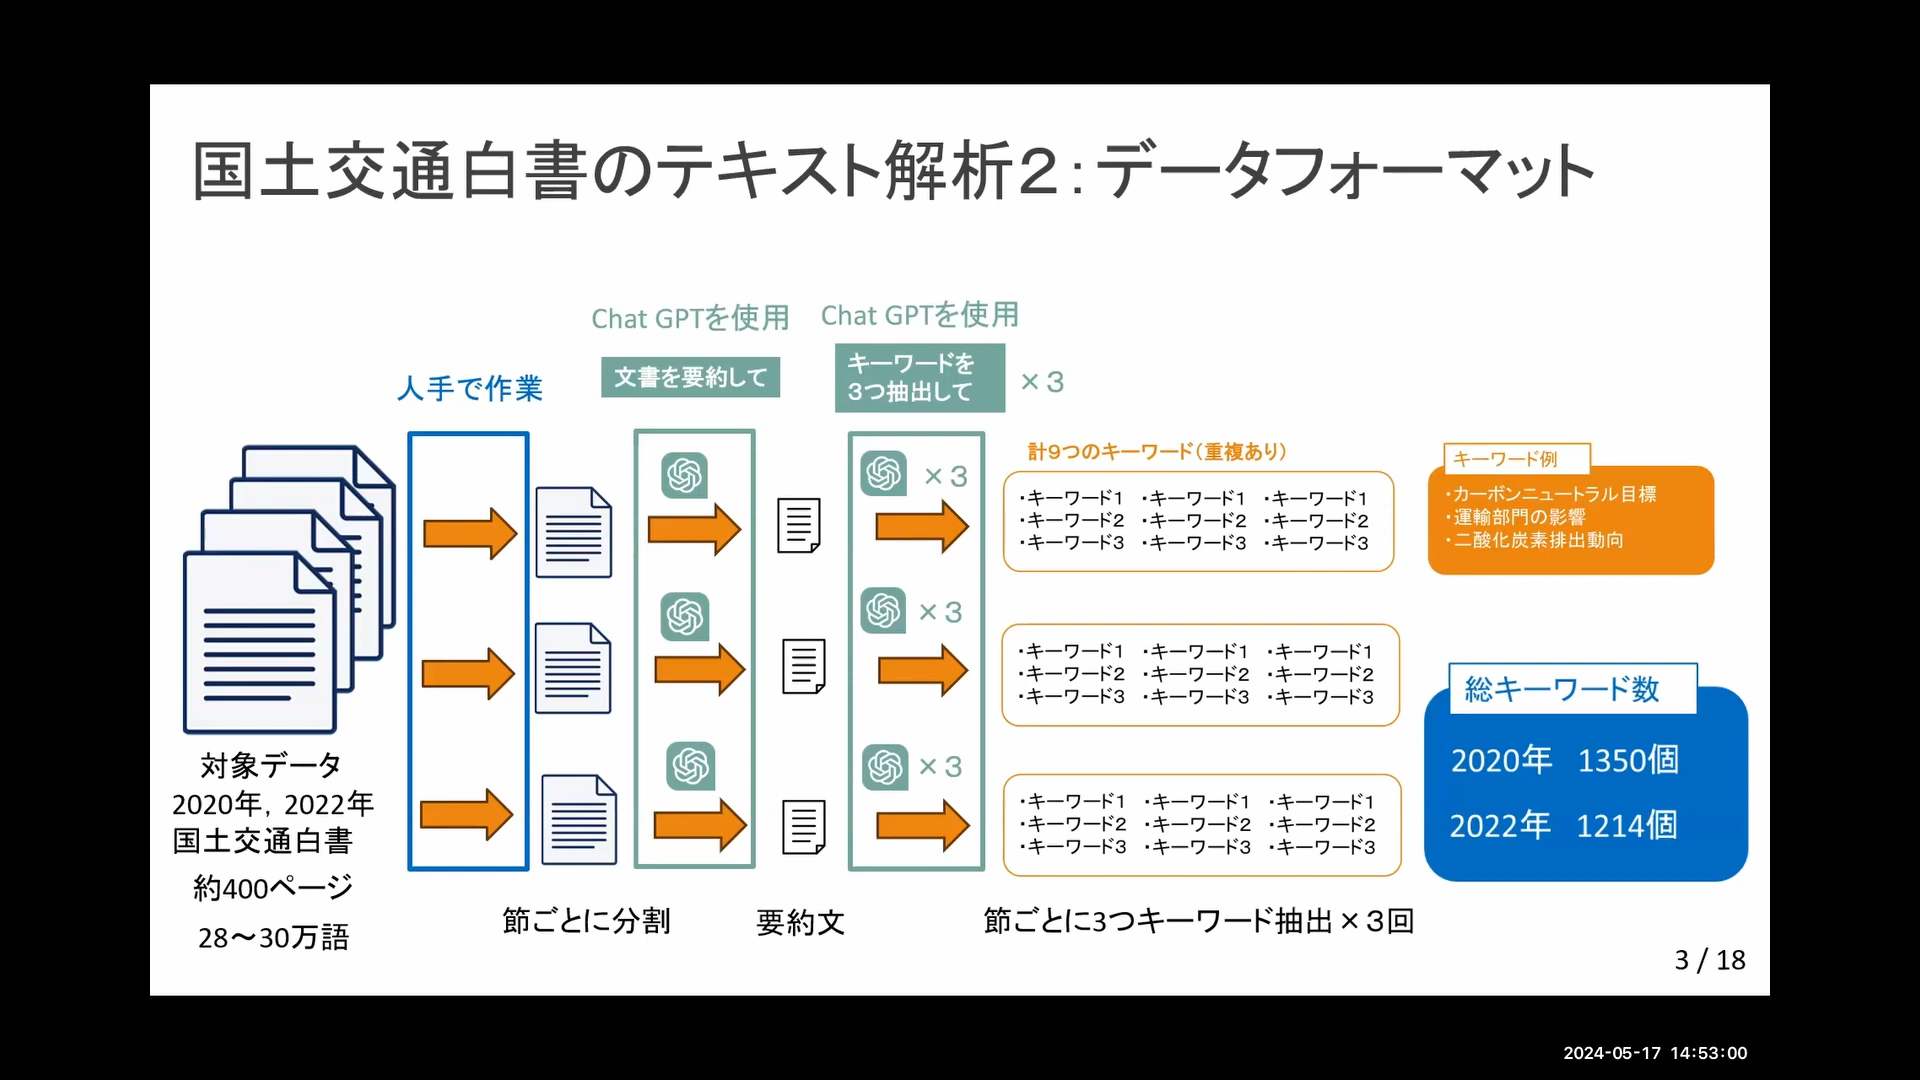 国土交通白書のテキスト解析２：データフォーマット
Chat GPTを使用
Chat GPTを使用
人手で作業
文書を要約して
キーワードを
３つ抽出して
×３
計９つのキーワード（重複あり）
×３
・キーワード1 ・キーワード1 ・キーワード1
・キーワード2 ・キーワード2 ・キーワード2
・キーワード3 ・キーワード3 ・キーワード3
キーワード例
・カーボンニュートラル目標
・運輸部門の影響
・二酸化炭素排出動向
×３
・キーワード1 ・キーワード1 ・キーワード1
・キーワード2 ・キーワード2 ・キーワード2
・キーワード3 ・キーワード3 ・キーワード3
総キーワード数
2020年 1350個
2022年 1214個
×３
・キーワード1 ・キーワード1 ・キーワード1
・キーワード2 ・キーワード2 ・キーワード2
・キーワード3 ・キーワード3 ・キーワード3
対象データ
2020年，2022年
国土交通白書
約400ページ
28～30万語
節ごとに分割
要約文
節ごとに3つキーワード抽出×３回
3 / 18
2024-05-17 14:53:00